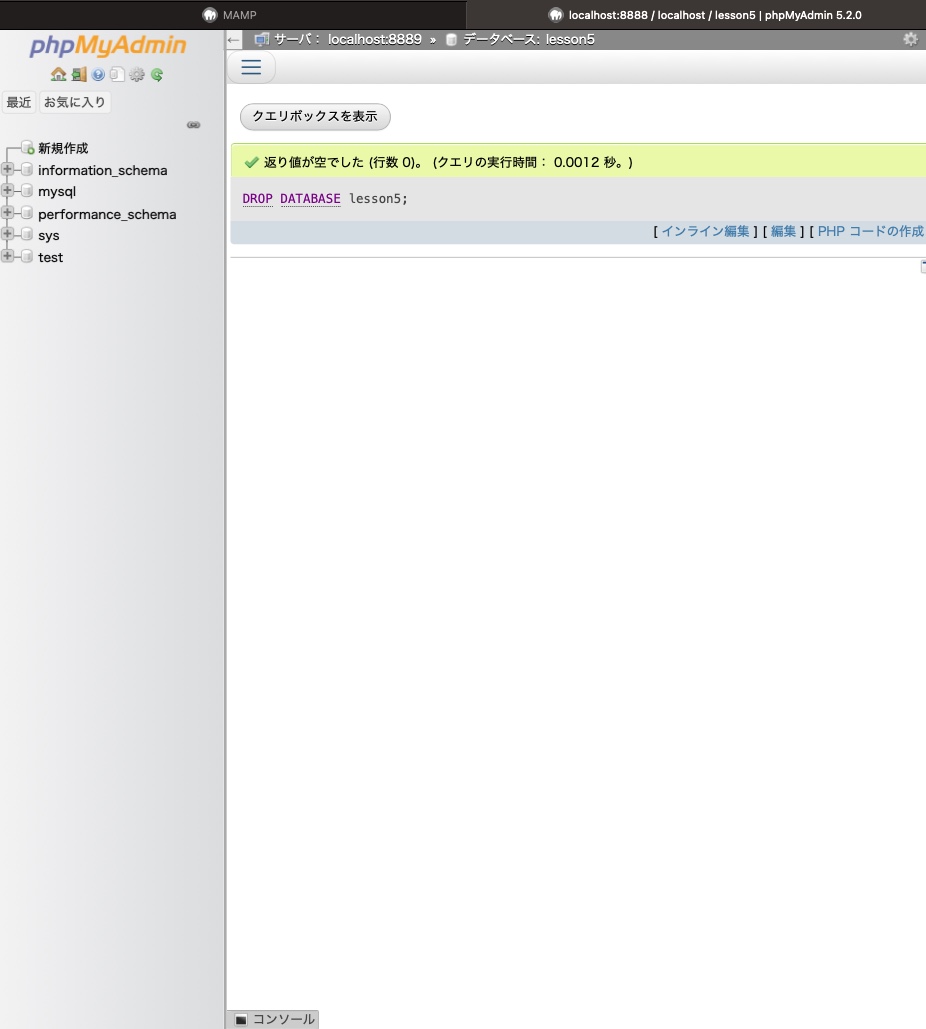 MAMP
localhost:8888 / localhost / lesson5 | phpMyAdmin 5.2.0
phpMyAdmin
最近 お気に入り
新規作成
information_schema
mysql
performance_schema
sys
test
サーバ: localhost:8889 » データベース: lesson5
クエリボックスを表示
返り値が空でした (行数 0)。 (クエリの実行時間: 0.0012 秒。)
DROP DATABASE lesson5;
[ インライン編集 ] [ 編集 ] [ PHP コードの作成
コンソール